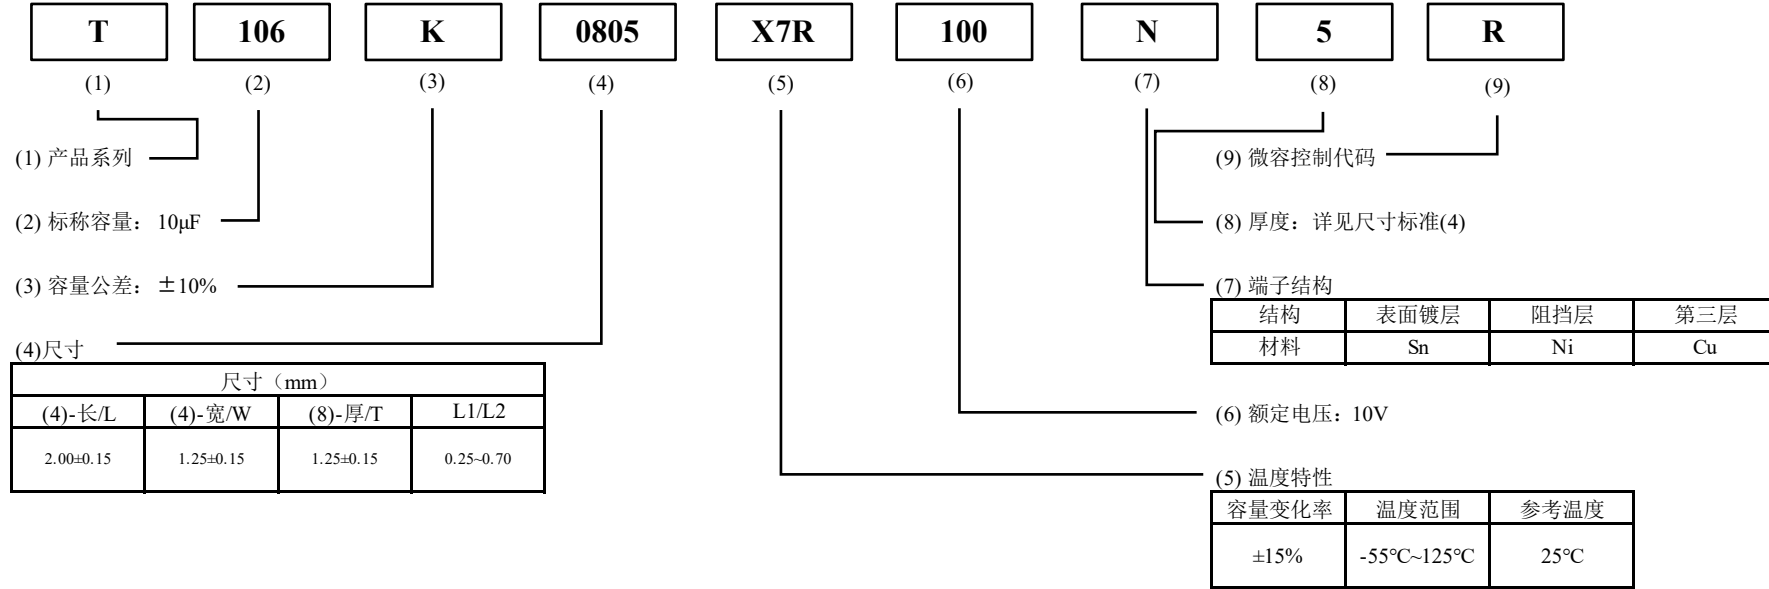 T 106 K 0805 X7R 100 N 5 R
(1) (2) (3) (4) (5) (6) (7) (8) (9)
(1) 产品系列
(2) 标称容量： 10μF
(3) 容量公差： ±10%
(4)尺寸
尺寸（mm）
(4)-长/L (4)-宽/W (8)-厚/T L1/L2
2.00±0.15 1.25±0.15 1.25±0.15 0.25~0.70
(9) 微容控制代码
(8) 厚度：详见尺寸标准(4)
(7) 端子结构
结构 表面镀层 阻挡层 第三层
材料 Sn Ni Cu
(6) 额定电压：10V
(5) 温度特性
容量变化率 温度范围 参考温度
±15% -55℃~125℃ 25℃